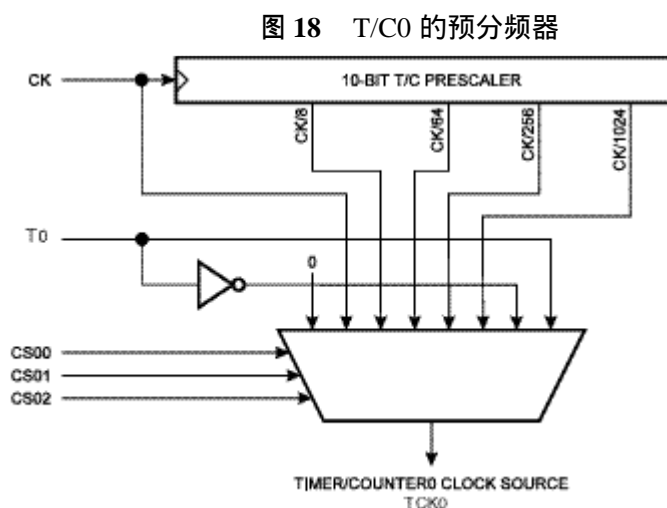 图 18 T/C0 的预分频器
CK
10-BIT T/C PRESCALER
CK/8
CK/64
CK/256
CK/1024
T0
0
CS00
CS01
CS02
TIMER/COUNTER0 CLOCK SOURCE
TCK0